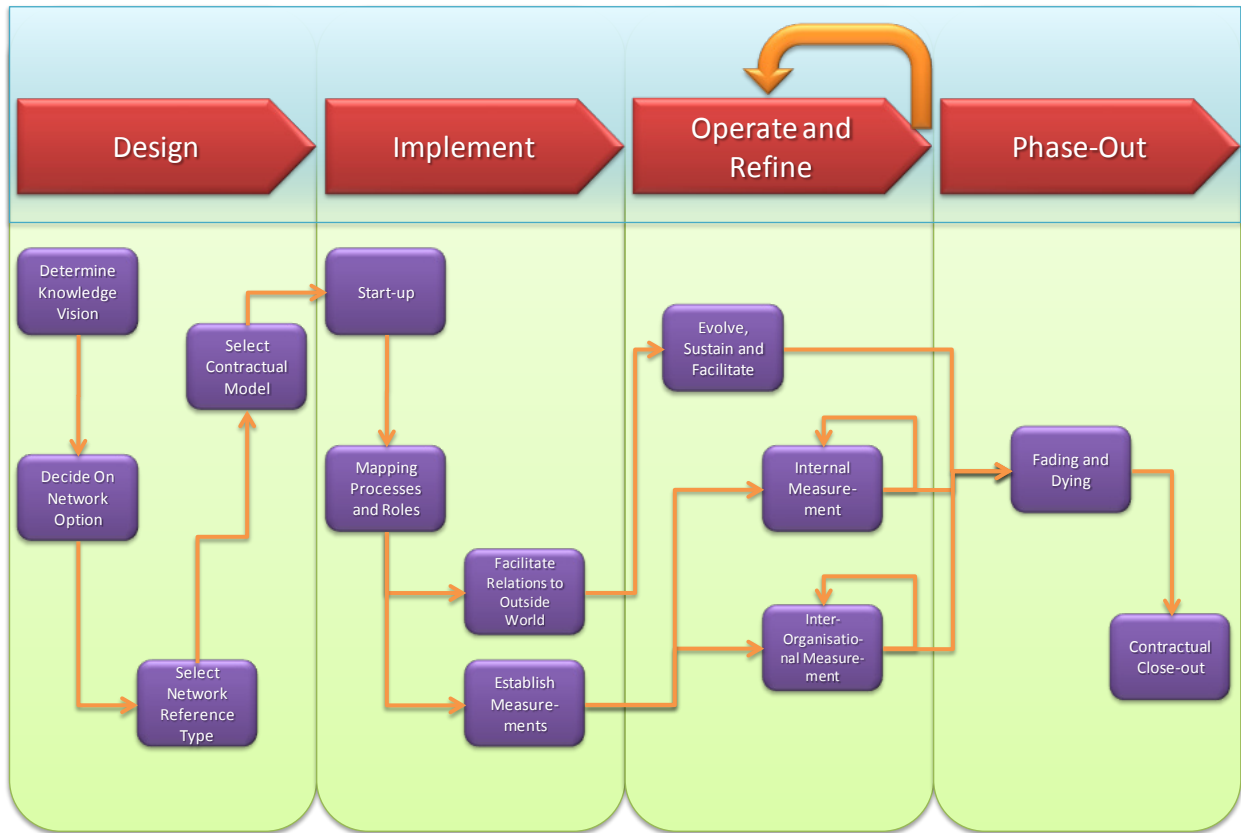 Design
Implement
Operate and
Refine
Phase-Out
Determine
Knowledge
Vision
Decide On
Network
Option
Select
Network
Reference
Type
Select
Contractual
Model
Start-up
Mapping
Processes
and Roles
Facilitate
Relations to
Outside
World
Establish
Measure-
ments
Evolve,
Sustain and
Facilitate
Internal
Measure-
ment
Inter-
Organisatio-
nal Measure-
ment
Fading and
Dying
Contractual
Close-out